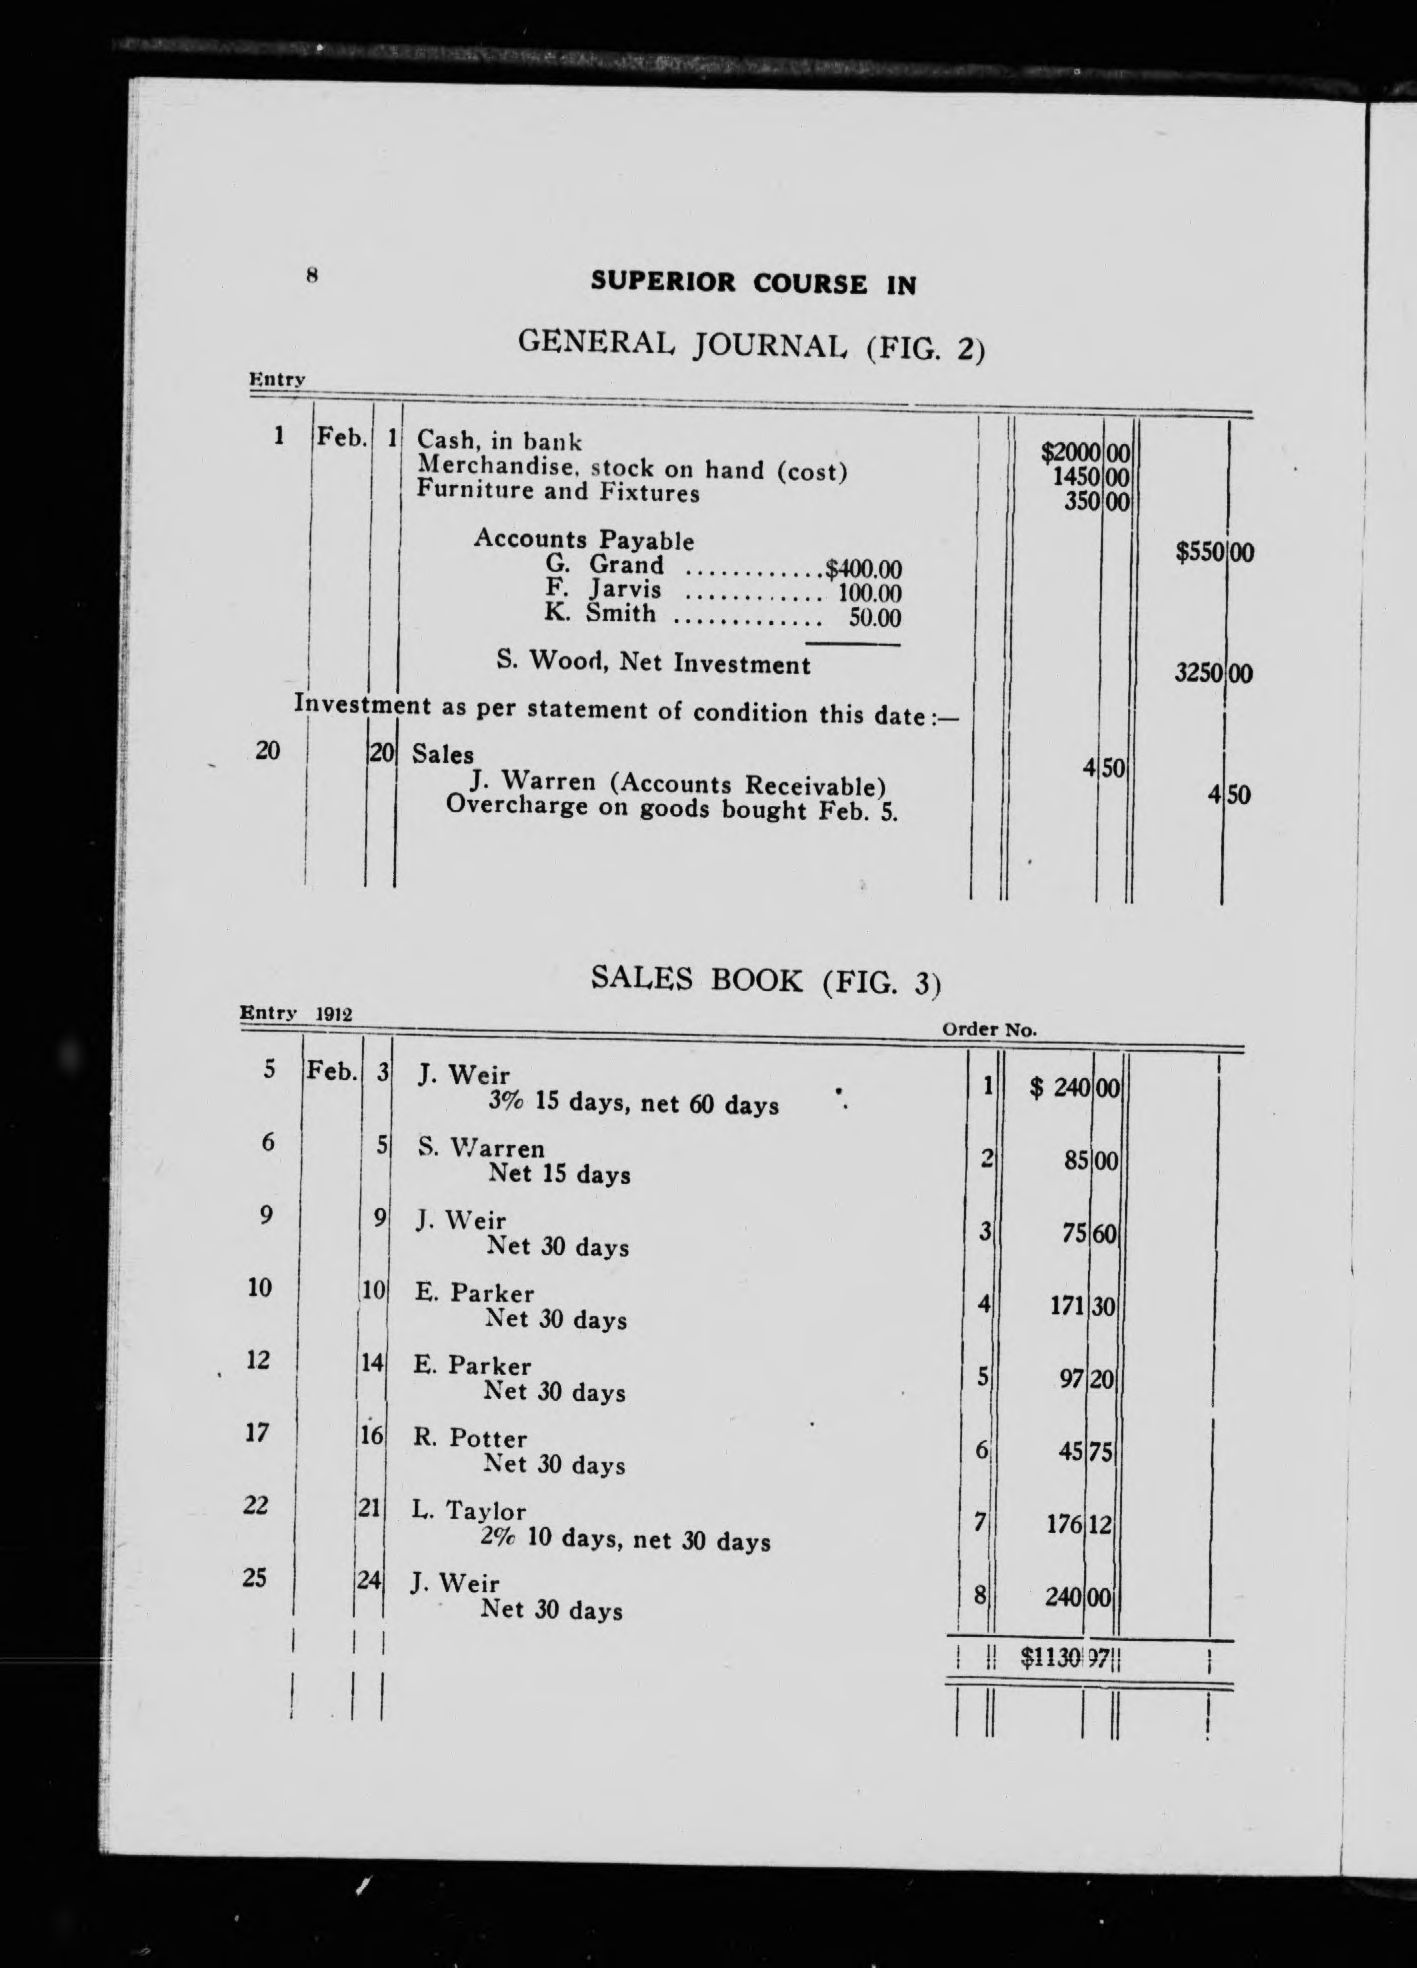 8
SUPERIOR COURSE IN
GENERAL JOURNAL (FIG. 2)
Entry
1 Feb. 1 Cash, in bank $2000 00
Merchandise, stock on hand (cost) 1450 00
Furniture and Fixtures 350 00
Accounts Payable $550 00
G. Grand ............$400.00
F. Jarvis ............ 100.00
K. Smith ............. 50.00
S. Wood, Net Investment 3250 00
Investment as per statement of condition this date:—
20 20 Sales 4 50
J. Warren (Accounts Receivable) 4 50
Overcharge on goods bought Feb. 5.
SALES BOOK (FIG. 3)
Entry 1912 Order No.
5 Feb. 3 J. Weir 1 $ 240 00
3% 15 days, net 60 days
6 5 S. Warren 2 85 00
Net 15 days
9 9 J. Weir 3 75 60
Net 30 days
10 10 E. Parker 4 171 30
Net 30 days
12 14 E. Parker 5 97 20
Net 30 days
17 16 R. Potter 6 45 75
Net 30 days
22 21 L. Taylor 7 176 12
2% 10 days, net 30 days
25 24 J. Weir 8 240 00
Net 30 days
$1130 97